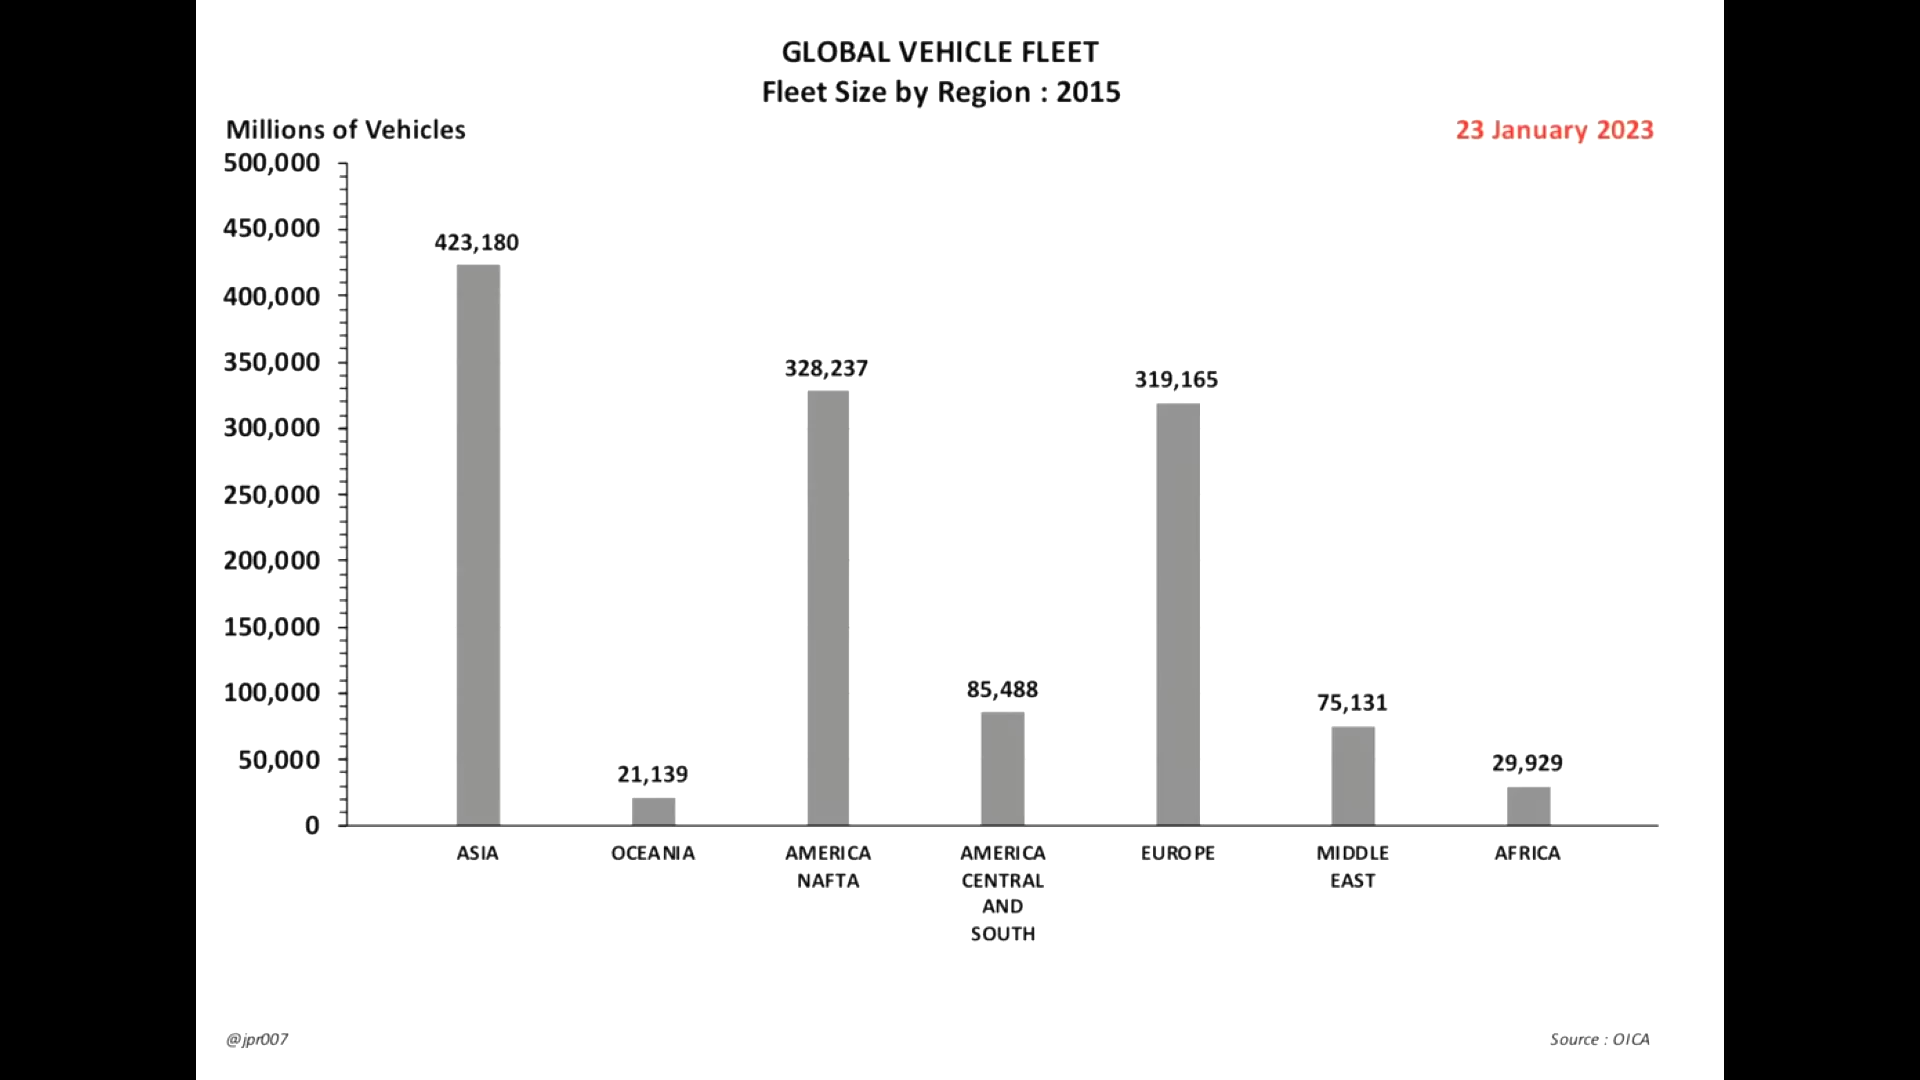 GLOBAL VEHICLE FLEET
Fleet Size by Region : 2015
Millions of Vehicles
23 January 2023
500,000
450,000
400,000
350,000
300,000
250,000
200,000
150,000
100,000
50,000
0
423,180
21,139
328,237
85,488
319,165
75,131
29,929
ASIA
OCEANIA
AMERICA
NAFTA
AMERICA
CENTRAL
AND
SOUTH
EUROPE
MIDDLE
EAST
AFRICA
@jpr007
Source : OICA